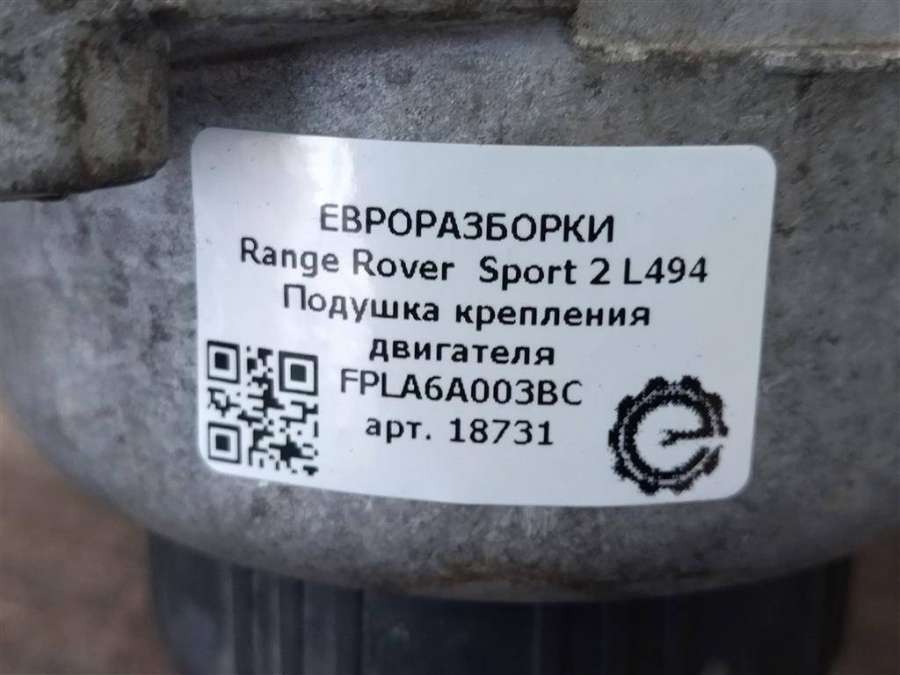 ЕВРОРАЗБОРКИ
Range Rover Sport 2 L494
Подушка крепления
двигателя
FPLA6A003BC
арт. 18731